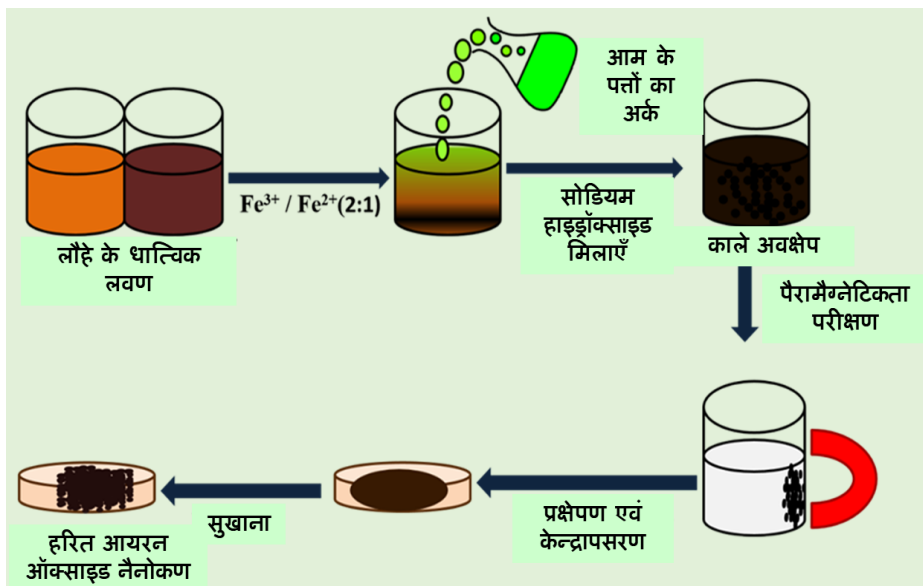 लौहे के धात्विक
लवण
Fe³⁺ / Fe²⁺(2:1)
आम के
पत्तों का
अर्क
सोडियम
हाइड्रॉक्साइड
मिलाएँ
काले अवक्षेप
पैरामैग्नेटिकता
परीक्षण
प्रक्षेपण एवं
केन्द्रापसरण
सुखाना
हरित आयरन
ऑक्साइड नैनोकण